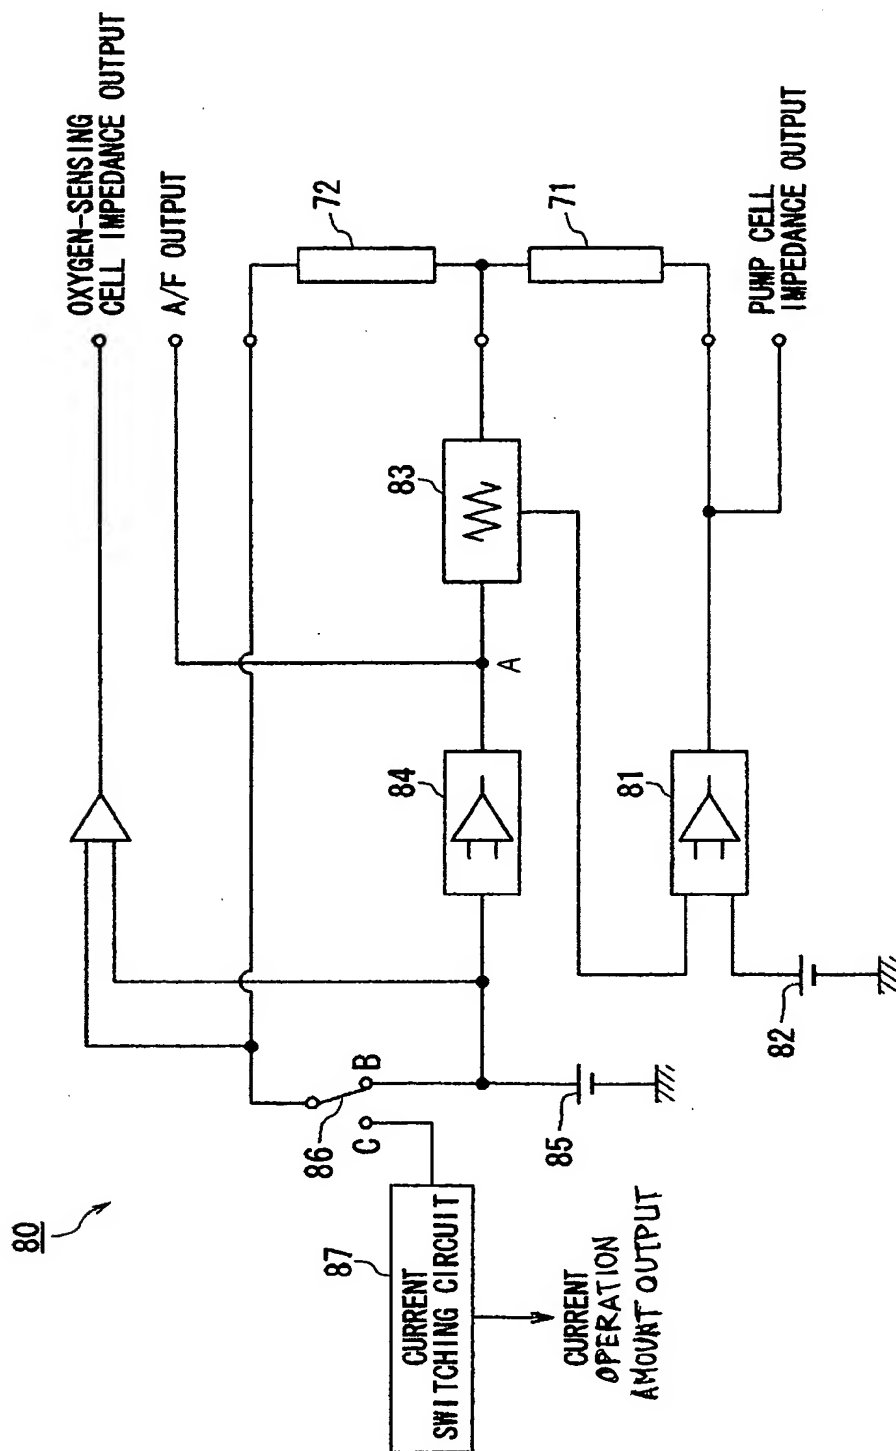 80
OXYGEN-SENSING
CELL IMPEDANCE OUTPUT
A/F OUTPUT
72
71
PUMP CELL
IMPEDANCE OUTPUT
83
A
84
81
82
85
B
C
86
87
CURRENT
SWITCHING CIRCUIT
CURRENT
OPERATION
AMOUNT OUTPUT